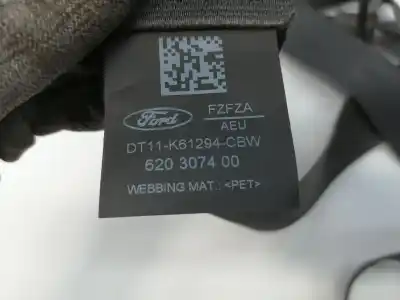 Ford
FZFZA
AEU
DT11-K61294-CBW
620 3074 00
WEBBING MAT.: <PET>